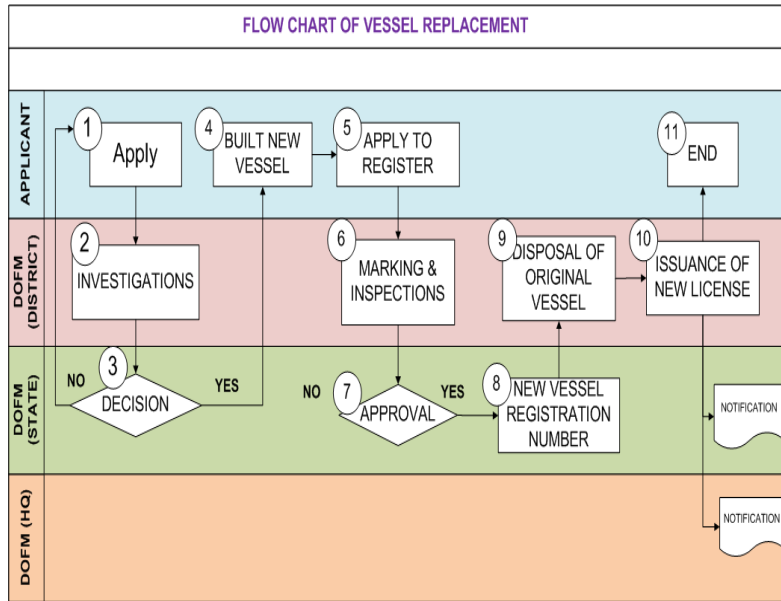 FLOW CHART OF VESSEL REPLACEMENT
APPLICANT
1
Apply
4
BUILT NEW
VESSEL
5
APPLY TO
REGISTER
11
END
DOFM
(DISTRICT)
2
INVESTIGATIONS
6
MARKING &
INSPECTIONS
9
DISPOSAL OF
ORIGINAL
VESSEL
10
ISSUANCE OF
NEW LICENSE
DOFM
(STATE)
NO
3
DECISION
YES
NO
7
APPROVAL
YES
8
NEW VESSEL
REGISTRATION
NUMBER
NOTIFICATION
DOFM (HQ)
NOTIFICATION